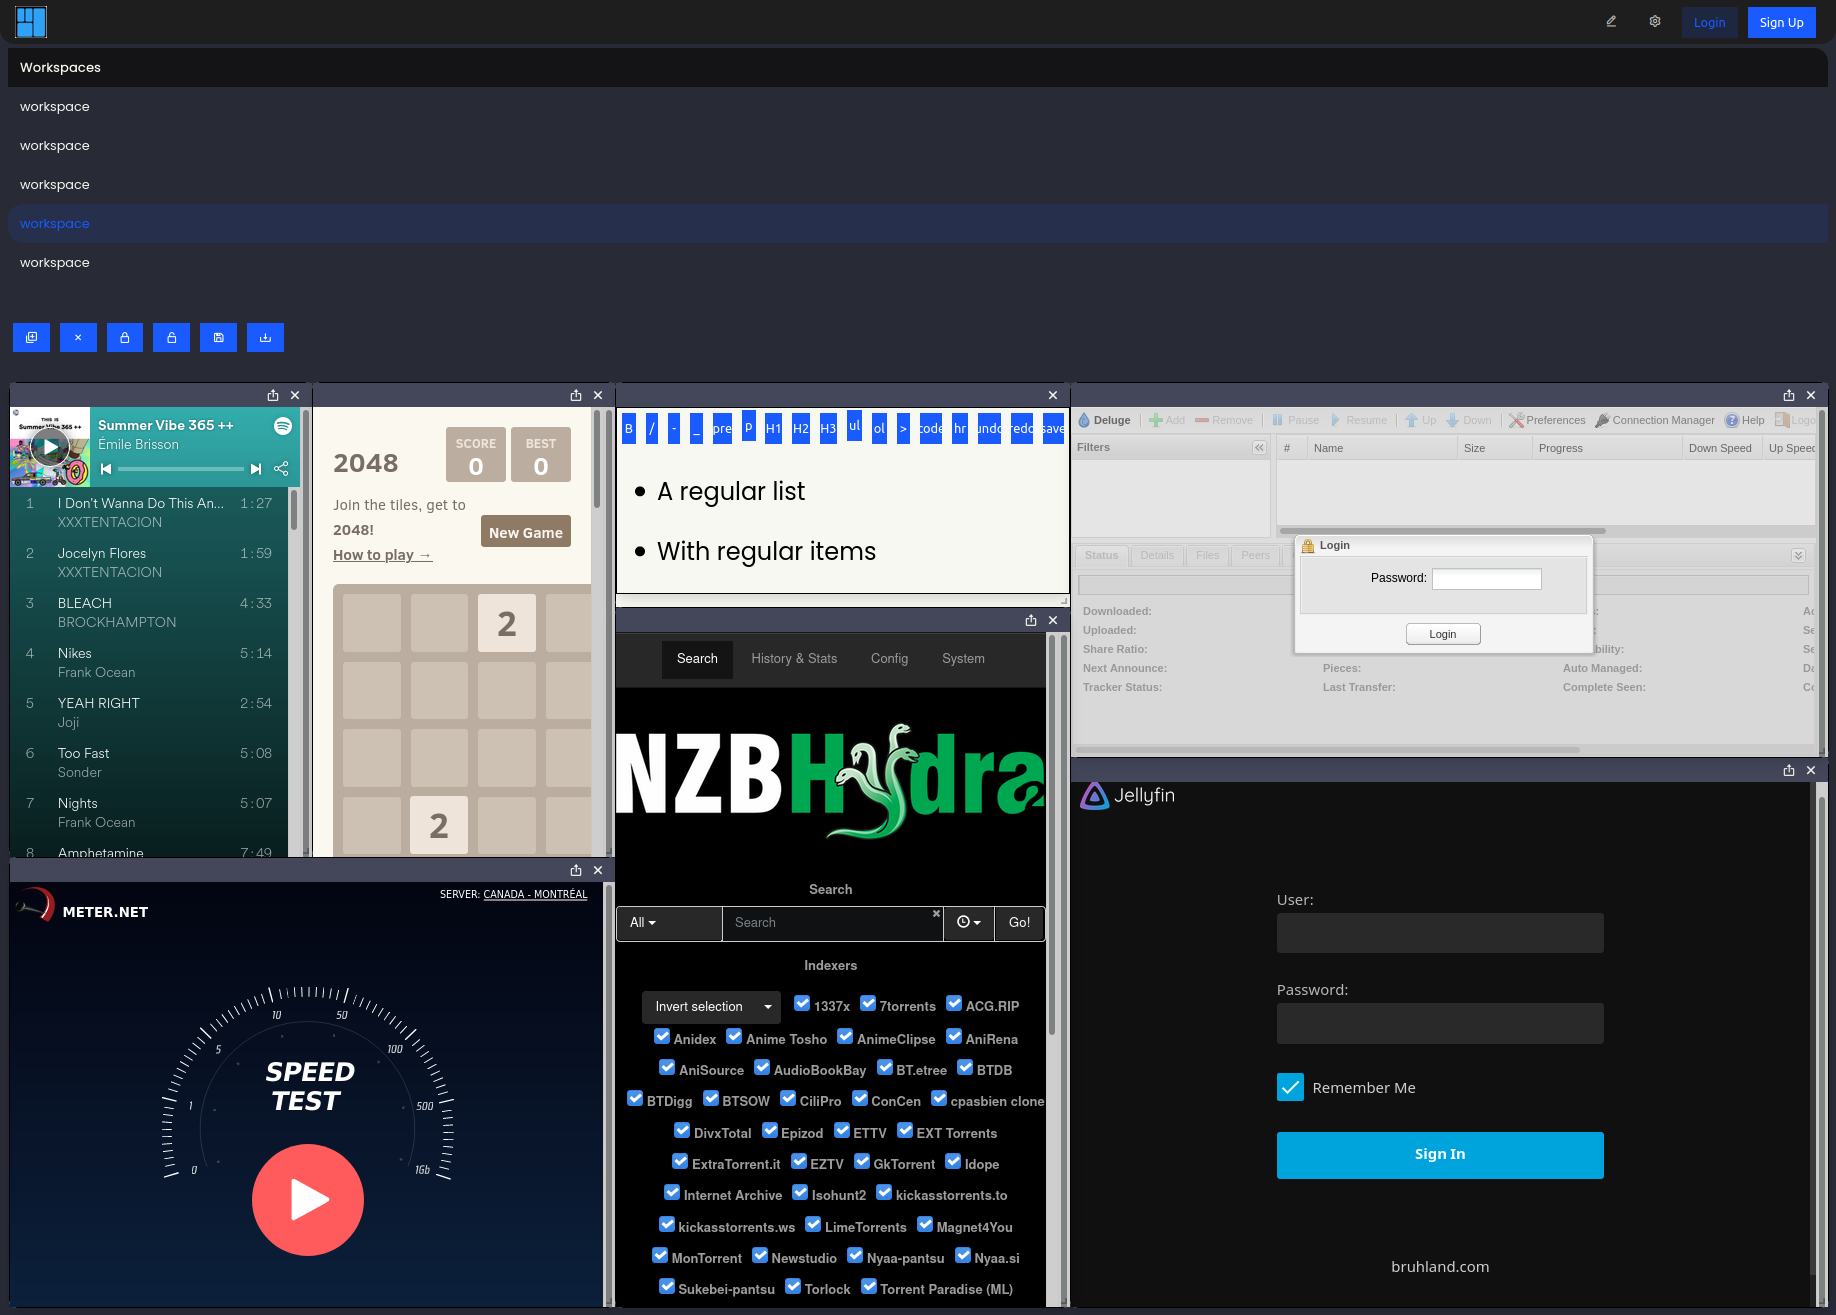 Login
Sign Up
Workspaces
workspace
workspace
workspace
workspace
workspace
THIS IS
Summer Vibe 365 ++
Summer Vibe 365 ++
Émile Brisson
1 I Don't Wanna Do This An... 1:27
XXXTENTACION
2 Jocelyn Flores 1:59
XXXTENTACION
3 BLEACH 4:33
BROCKHAMPTON
4 Nikes 5:14
Frank Ocean
5 YEAH RIGHT 2:54
Joji
6 Too Fast 5:08
Sonder
7 Nights 5:07
Frank Ocean
8 Amphetamine 7:49
2048
SCORE
0
BEST
0
Join the tiles, get to
2048!
How to play →
New Game
2
2
B / - _ pre p H1 H2 H3 ul ol > code hr undo redo save
• A regular list
• With regular items
Search History & Stats Config System
NZBHydra2
Search
All Search × Go!
Indexers
Invert selection 1337x 7torrents ACG.RIP
Anidex Anime Tosho AnimeClipse AniRena
AniSource AudioBookBay BT.etree BTDB
BTDigg BTSOW CiliPro ConCen cpasbien clone
DivxTotal Epizod ETTV EXT Torrents
ExtraTorrent.it EZTV GkTorrent Idope
Internet Archive Isohunt2 kickasstorrents.to
kickasstorrents.ws LimeTorrents Magnet4You
MonTorrent Newstudio Nyaa-pantsu Nyaa.si
Sukebei-pantsu Torlock Torrent Paradise (ML)
Deluge Add Remove Pause Resume Up Down Preferences Connection Manager Help Logo
Filters
# Name Size Progress Down Speed Up Speed
Login
Password:
Login
Status Details Files Peers
Downloaded:
Uploaded:
Share Ratio:
bility:
Next Announce: Pieces: Auto Managed:
Tracker Status: Last Transfer: Complete Seen:
Jellyfin
User:
Password:
Remember Me
Sign In
bruhland.com
METER.NET
SERVER: CANADA - MONTRÉAL
0 1 5 10 50 100 500 1Gb
SPEED
TEST